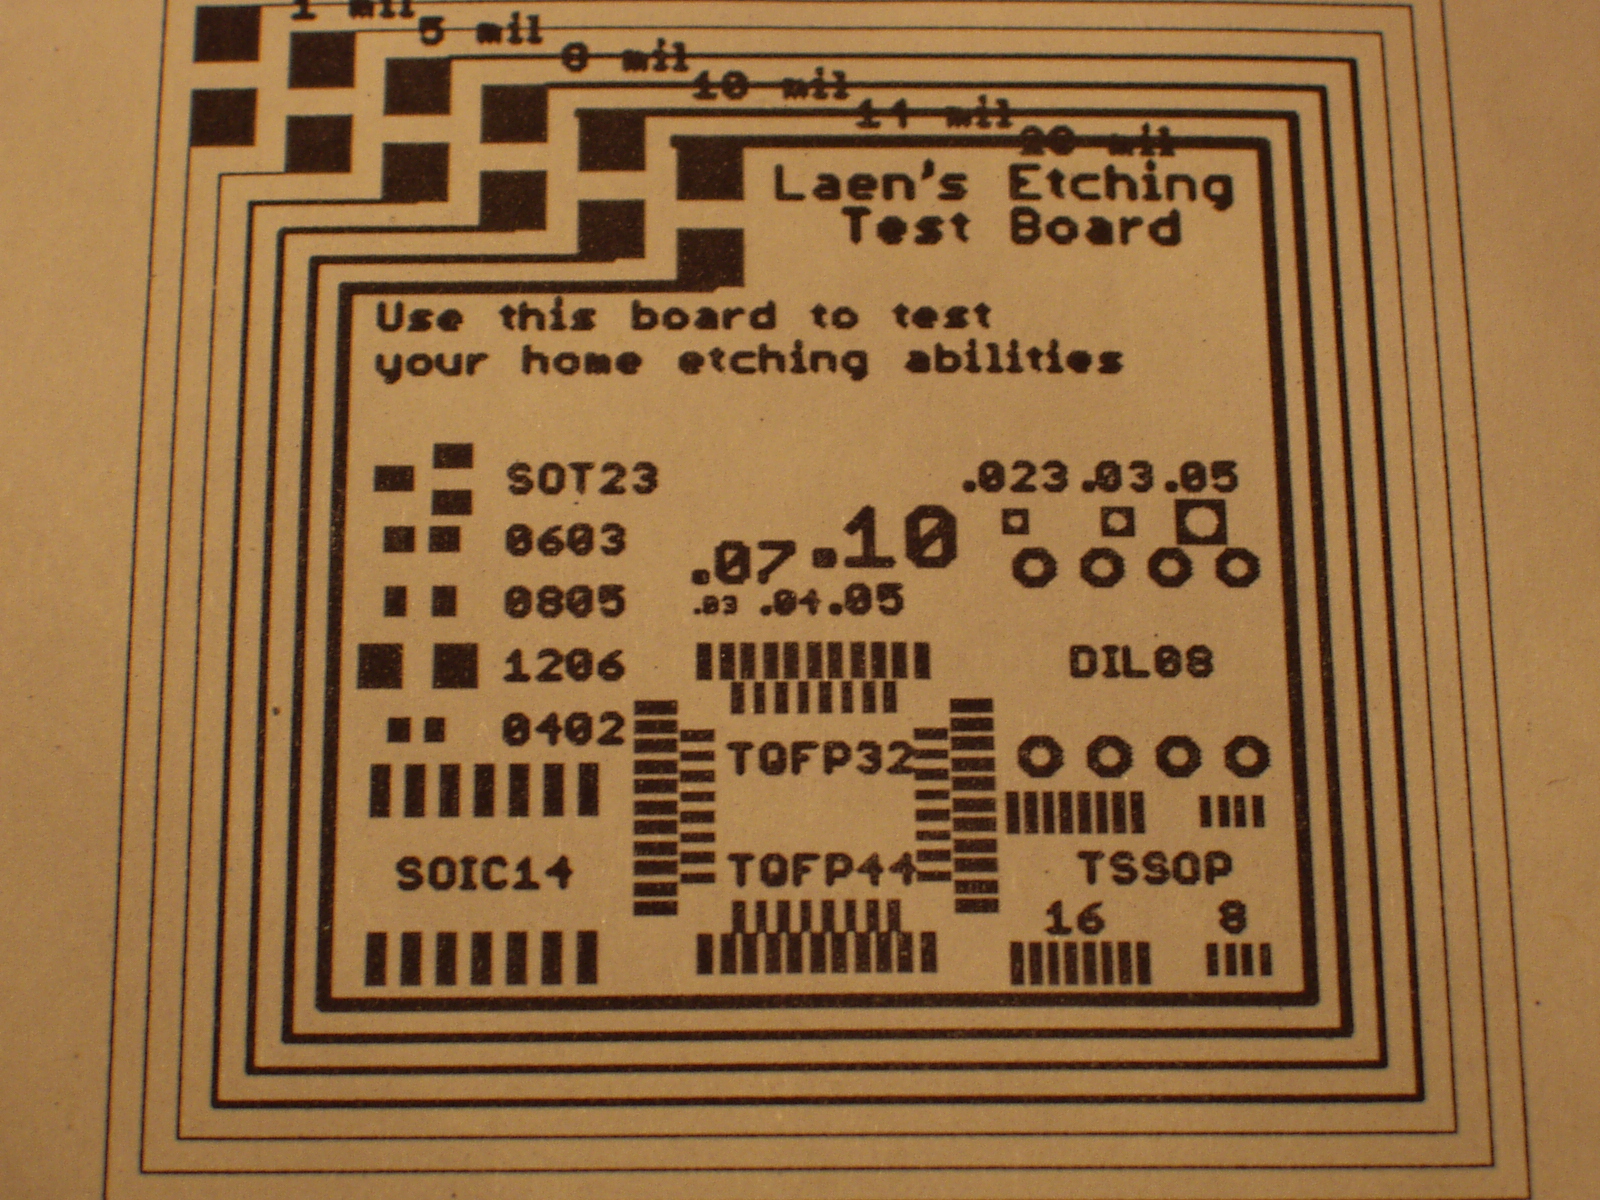 1 mil
5 mil
8 mil
10 mil
14 mil
20 mil
Laen's Etching
Test Board
Use this board to test
your home etching abilities
SOT23
.023 .03 .05
0603
.07 .10
0805
.03 .04 .05
1206
DIL08
0402
TQFP32
SOIC14
TQFP44
TSSOP
16 8